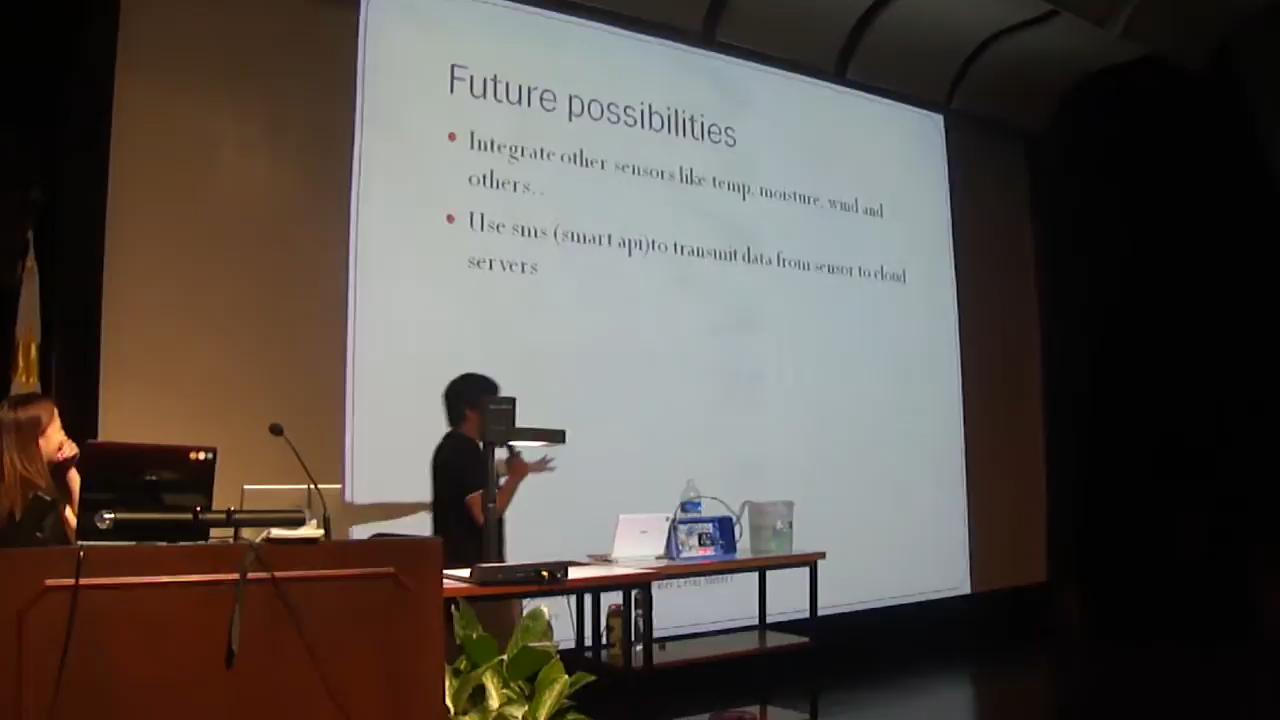 Future possibilities
Integrate other sensors like temp, moisture, wind and
others. .
Use sms (smart api)to transmit data from sensor to cloud
servers